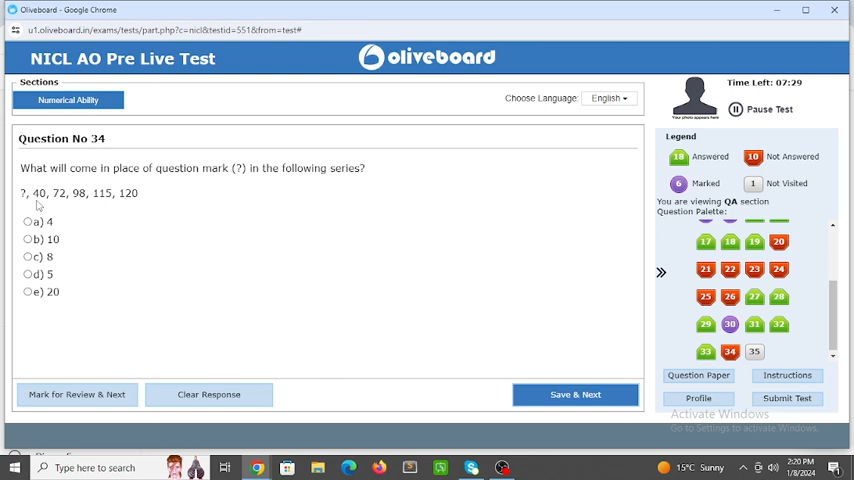 Oliveboard - Google Chrome
u1.oliveboard.in/exams/tests/part.php?c=nicl&testid=551&from=test#
NICL AO Pre Live Test
oliveboard
Sections
Numerical Ability
Choose Language:
English
Time Left: 07:29
Your photo appears here
Pause Test
Question No 34
Legend
18 Answered
10 Not Answered
6 Marked
1 Not Visited
You are viewing QA section
Question Palette:
What will come in place of question mark (?) in the following series?
?, 40, 72, 98, 115, 120
a) 4
b) 10
c) 8
d) 5
e) 20
17 18 19 20
21 22 23 24
25 26 27 28
29 30 31 32
33 34 35
Mark for Review & Next
Clear Response
Save & Next
Question Paper
Instructions
Profile
Submit Test
Activate Windows
Go to Settings to activate Windows.
Type here to search
15°C Sunny
2:20 PM
1/8/2024